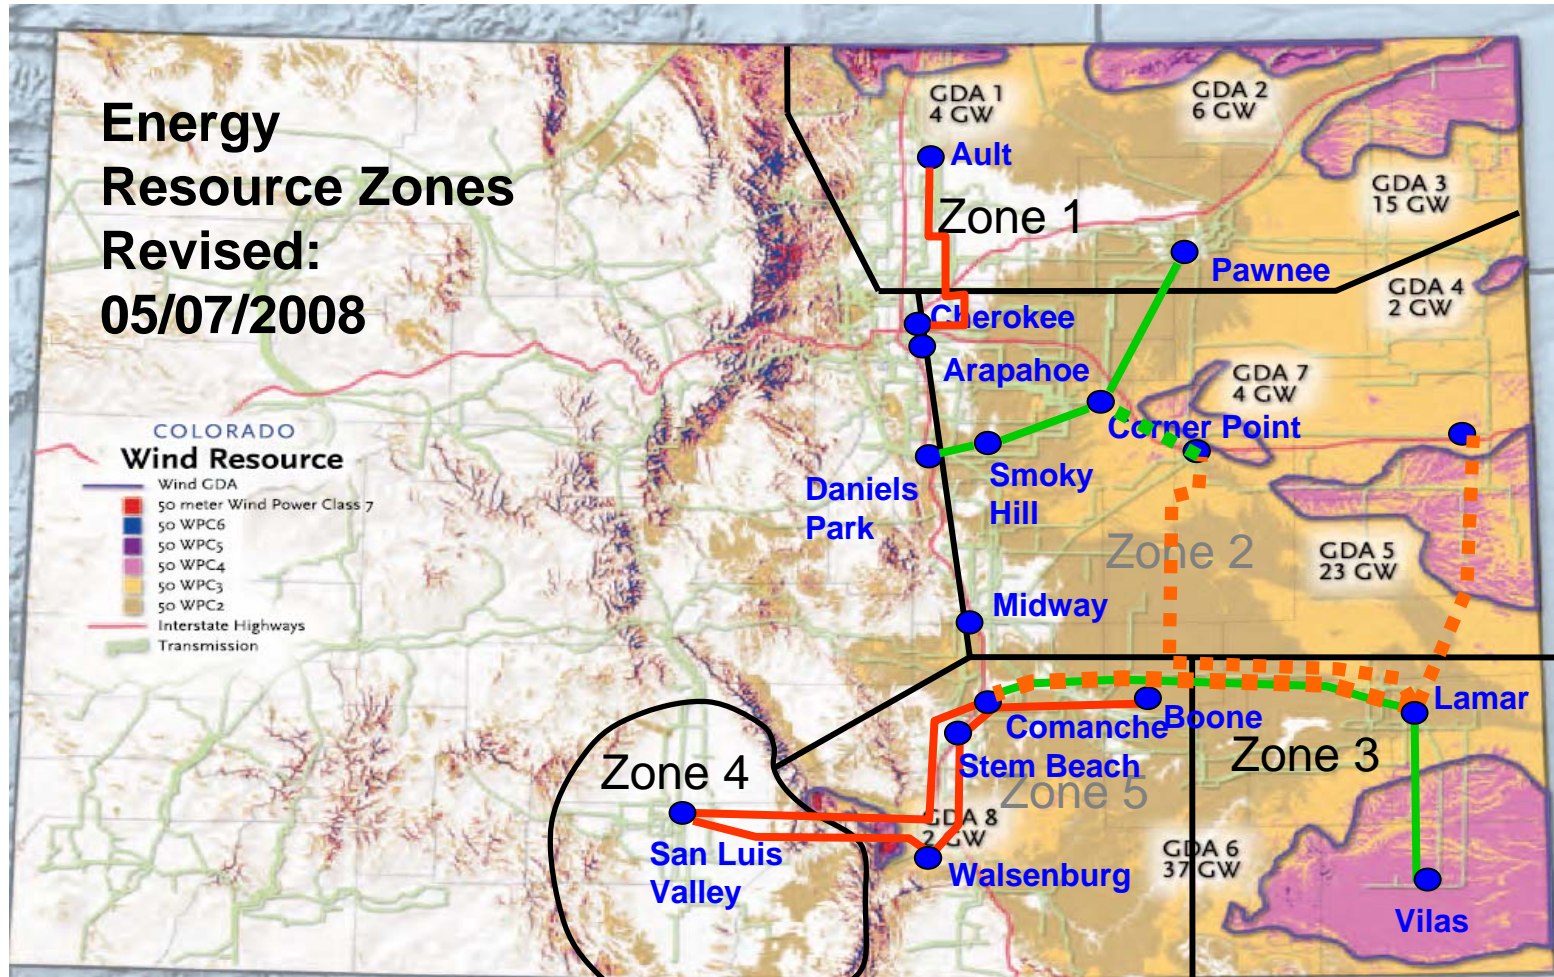 Energy
Resource Zones
Revised:
05/07/2008
GDA 1
4 GW
GDA 2
6 GW
Ault
GDA 3
15 GW
Zone 1
Pawnee
GDA 4
2 GW
Cherokee
Arapahoe
GDA 7
4 GW
Corner Point
COLORADO
Wind Resource
Wind GDA
50 meter Wind Power Class 7
50 WPC6
50 WPC5
50 WPC4
50 WPC3
50 WPC2
Interstate Highways
Transmission
Daniels
Park
Smoky
Hill
Zone 2
GDA 5
23 GW
Midway
Lamar
Boone
Comanche
Stem Beach
Zone 3
Zone 4
Zone 5
GDA 8
2 GW
San Luis
Valley
Walsenburg
GDA 6
37 GW
Vilas